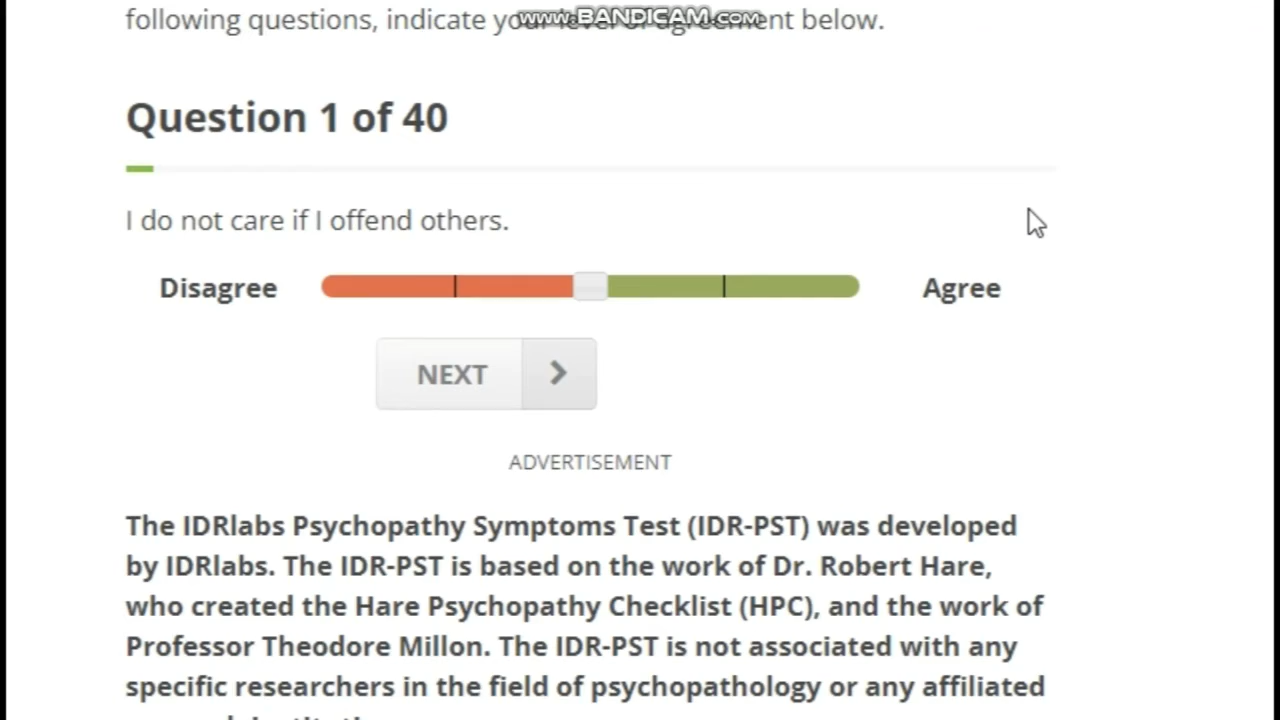 www.BANDICAM.com
following questions, indicate your level of agreement below.
Question 1 of 40
I do not care if I offend others.
Disagree
Agree
NEXT
ADVERTISEMENT
The IDRlabs Psychopathy Symptoms Test (IDR-PST) was developed
by IDRlabs. The IDR-PST is based on the work of Dr. Robert Hare,
who created the Hare Psychopathy Checklist (HPC), and the work of
Professor Theodore Millon. The IDR-PST is not associated with any
specific researchers in the field of psychopathology or any affiliated